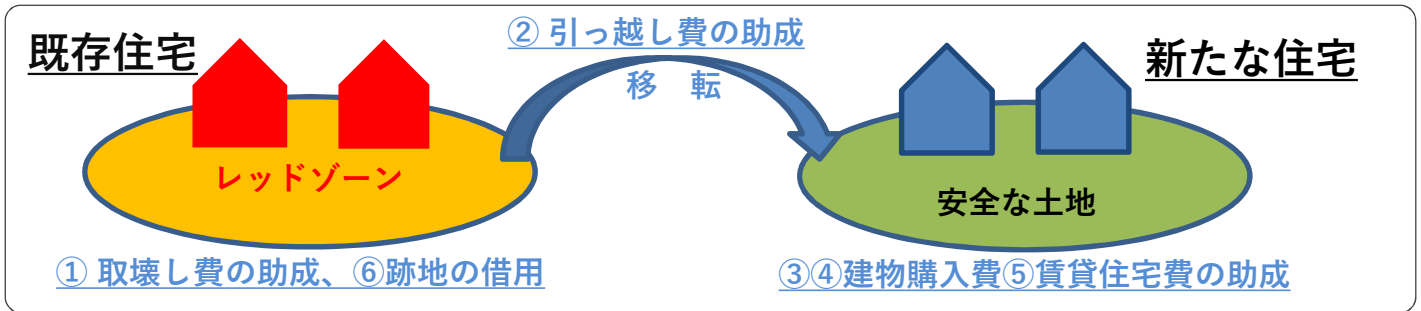 ② 引っ越し費の助成
既存住宅
新たな住宅
移　転
レッドゾーン
安全な土地
① 取壊し費の助成、⑥跡地の借用
③④建物購入費⑤賃貸住宅費の助成